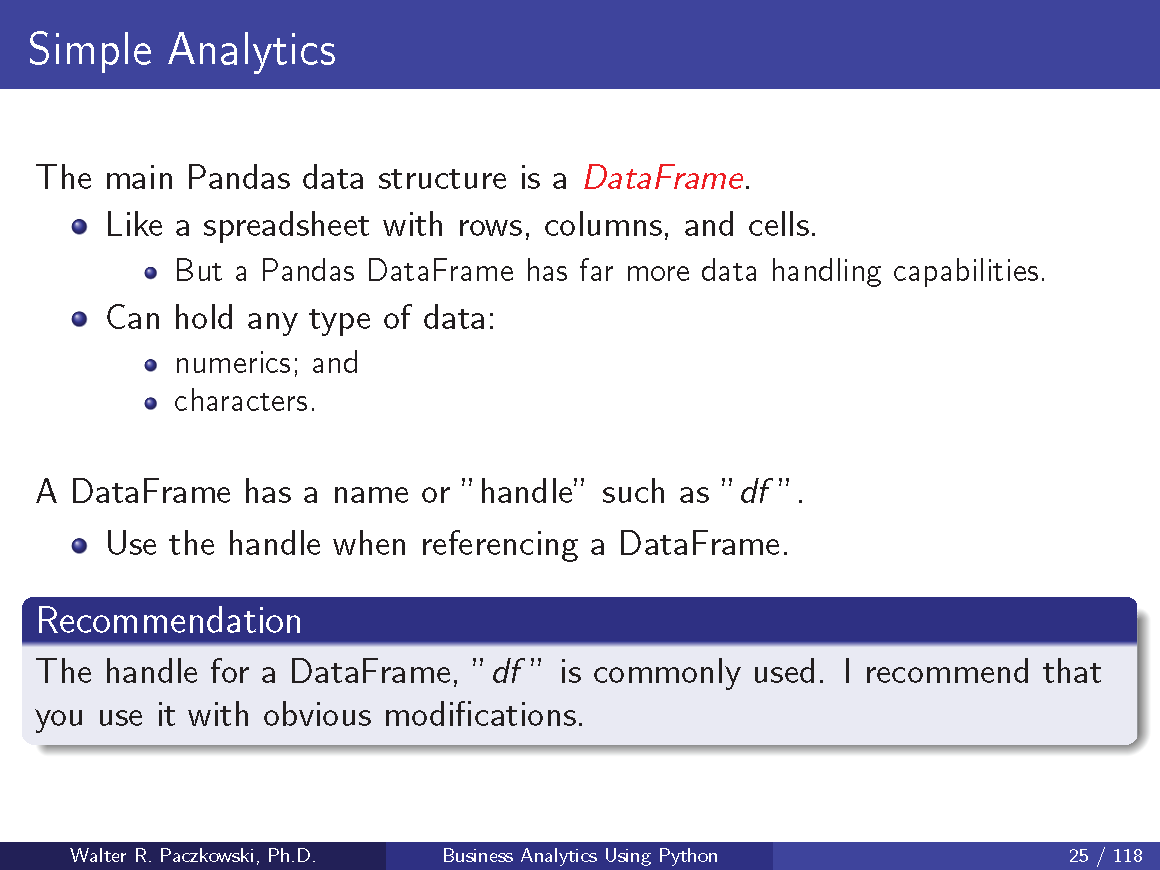 Simple Analytics
The main Pandas data structure is a DataFrame.
Like a spreadsheet with rows, columns, and cells.
But a Pandas DataFrame has far more data handling capabilities.
Can hold any type of data:
numerics; and
characters.
A DataFrame has a name or ”handle” such as ”df”.
Use the handle when referencing a DataFrame.
Recommendation
The handle for a DataFrame, ”df” is commonly used. I recommend that
you use it with obvious modifications.
Walter R. Paczkowski, Ph.D. Business Analytics Using Python 25 / 118